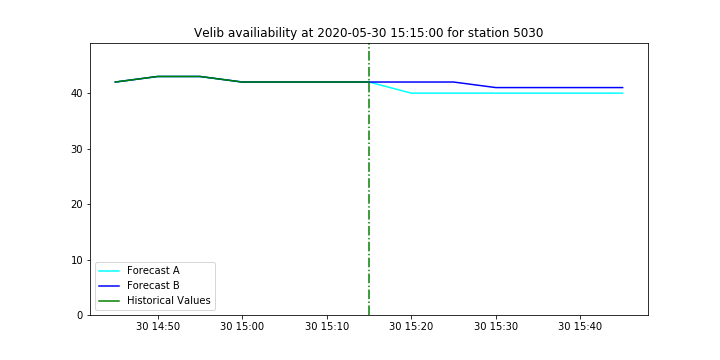 Velib availiability at 2020-05-30 15:15:00 for station 5030
40
30
20
10
0
Forecast A
Forecast B
Historical Values
30 14:50 30 15:00 30 15:10 30 15:20 30 15:30 30 15:40